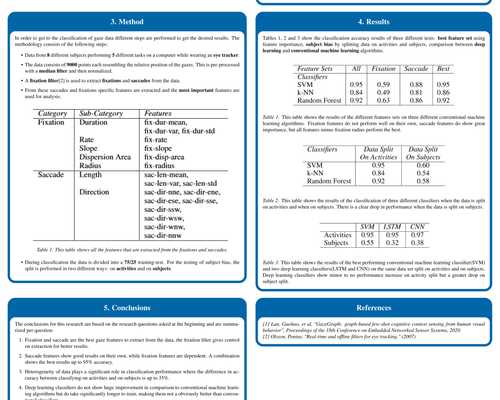 3. Method
In order to get to the classification of gaze data different steps are performed to get the desired results. The
methodology consists of the following steps:
• Data from 8 different subjects performing 5 different tasks on a computer while wearing an eye tracker.
• The data consists of 9000 points each resembling the relative position of the gazes. This is pre-processed
with a median filter and then normalized.
• A fixation filter[2] is used to extract fixations and saccades from the data.
• From these saccades and fixations specific features are extracted and the most important features are
used for analysis.
Category Sub-Category Features
Fixation Duration fix-dur-mean,
fix-dur-var, fix-dur-std
Rate fix-rate
Slope fix-slope
Dispersion Area fix-disp-area
Radius fix-radius
Saccade Length sac-len-mean,
sac-len-var, sac-len-std
Direction sac-dir-nne, sac-dir-ene,
sac-dir-ese, sac-dir-sse,
sac-dir-ssw,
sac-dir-wsw,
sac-dir-wnw,
sac-dir-nnw
Table 1: This table shows all the features that are extracted from the fixations and saccades.
• During classification the data is divided into a 75/25 training-test. For the testing of subject bias, the
split is performed in two different ways: on activities and on subjects.
4. Results
Tables 1, 2 and 3 show the classification accuracy results of three different tests: best feature set using
feature importance, subject bias by splitting data on activities and subjects, comparison between deep
learning and conventional machine learning algorithms.
Feature Sets All Fixation Saccade Best
Classifiers
SVM 0.95 0.59 0.88 0.95
k-NN 0.84 0.49 0.81 0.86
Random Forest 0.92 0.63 0.86 0.92
Table 1: This table shows the results of the different features sets on three different conventional machine
learning algorithms. Fixation features do not perform well on their own, saccade features do show great
importance, but all features minus fixation radius perform the best.
Classifiers Data Split Data Split
On Activities On Subjects
SVM 0.95 0.60
k-NN 0.84 0.54
Random Forest 0.92 0.58
Table 2: This table shows the results of the classification of three different classifiers when the data is split
on activities and when on subjects. There is a clear drop in performance when the data is split on subjects.
SVM LSTM CNN
Activities 0.95 0.95 0.97
Subjects 0.55 0.32 0.38
Table 3: This table shows the results of the best performing conventional machine learning classifier(SVM)
and two deep learning classifiers(LSTM and CNN) on the same data set split on activities and on subjects.
Deep learning classifiers show minor to no performance increase on activity split but a greater drop on
subject split.
5. Conclusions
The conclusions for this research are based on the research questions asked at the beginning and are summa-
rized per question:
1. Fixation and saccade are the best gaze features to extract from the data, the fixation filter gives control
on extraction for better results.
2. Saccade features show good results on their own, while fixation features are dependent. A combination
shows the best results up to 95% accuracy.
3. Heterogeneity of data plays a significant role in classification performance where the difference in ac-
curacy between classifying on activities and on subjects is up to 35%.
4. Deep learning classifiers do not show large improvement in comparison to conventional machine learn-
ing algorithms but do take significantly longer to train, making them not a obviously better than conven-
References
[1] Lan, Guohao, et al. "GazeGraph: graph-based few-shot cognitive context sensing from human visual
behavior", Proceedings of the 18th Conference on Embedded Networked Sensor Systems, 2020
[2] Olsson, Pontus. "Real-time and offline filters for eye tracking." (2007)